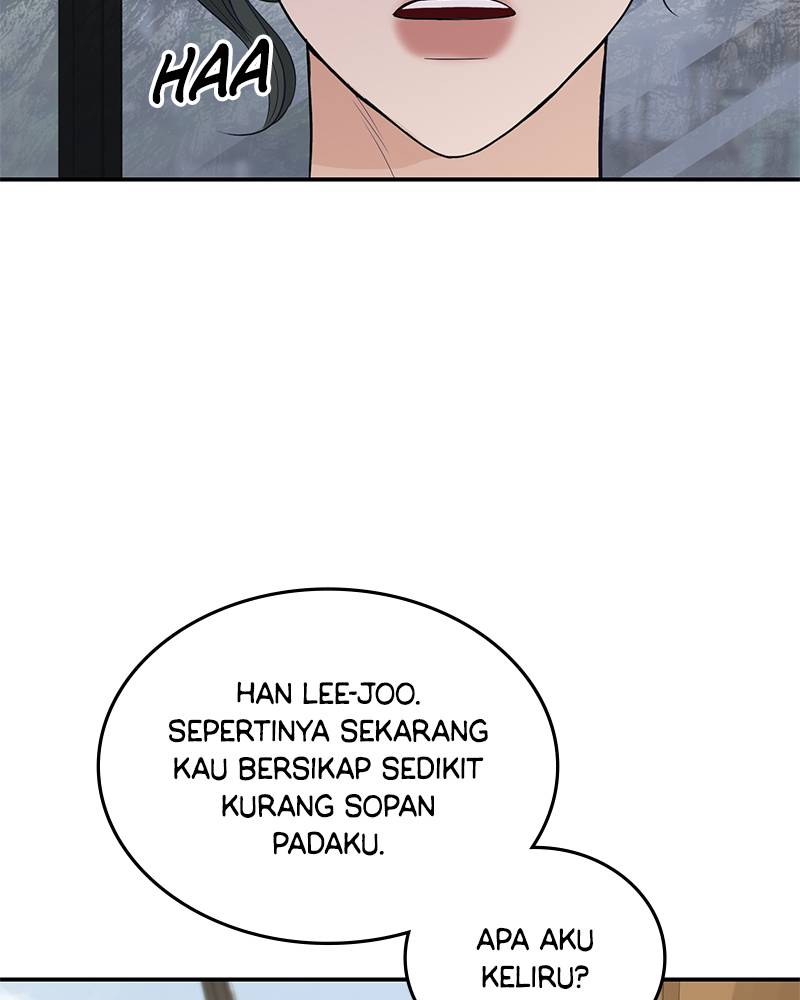 HAA
HAN LEE-JOO.
SEPERTINYA SEKARANG
KAU BERSIKAP SEDIKIT
KURANG SOPAN
PADAKU.
APA AKU
KELIRU?